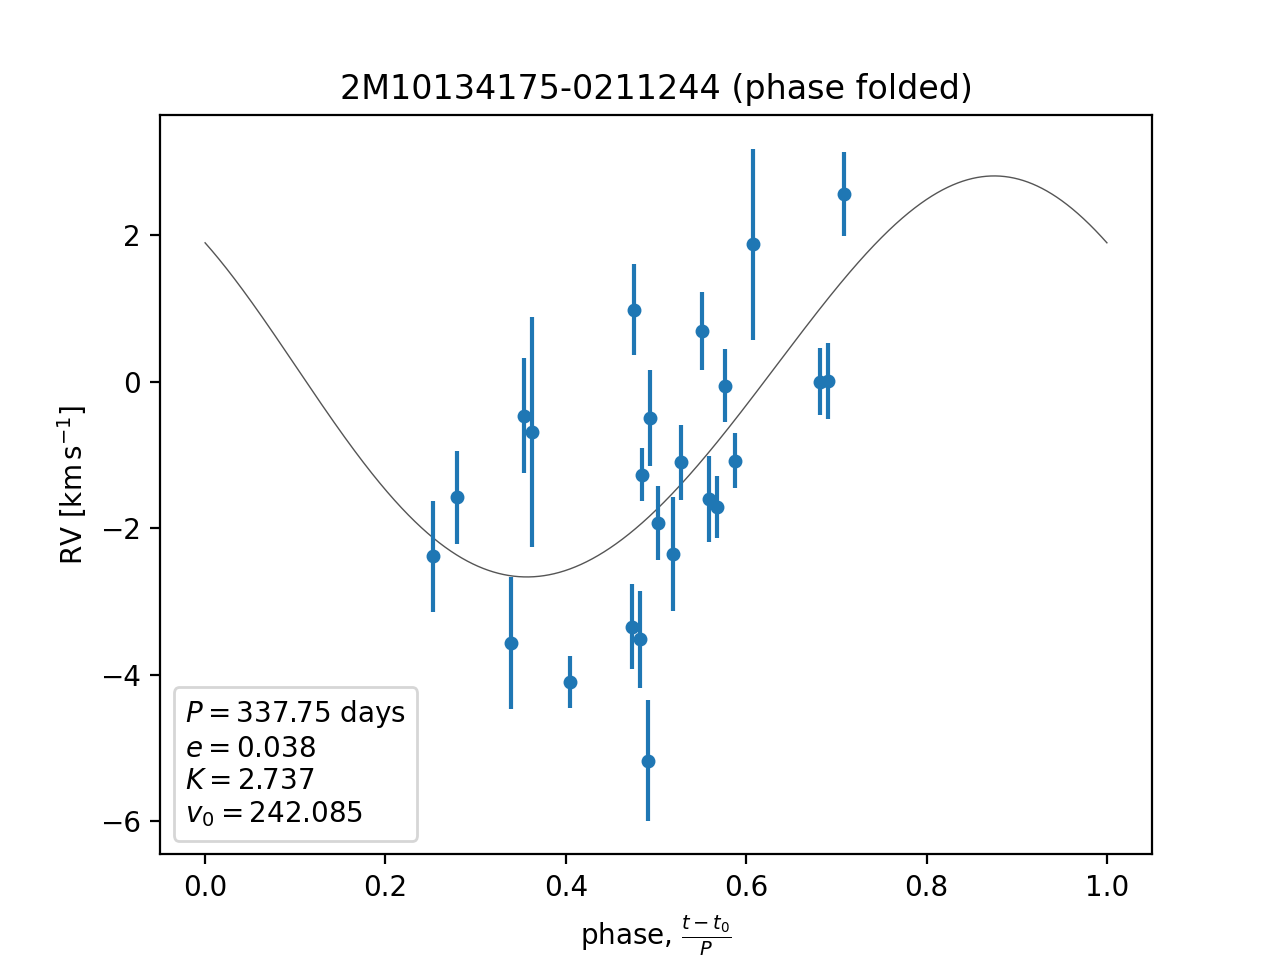 2M10134175-0211244 (phase folded)
RV [km s⁻¹]
2
0
−2
−4
−6
P = 337.75 days
e = 0.038
K = 2.737
v₀ = 242.085
0.0 0.2 0.4 0.6 0.8 1.0
phase, (t − t₀)/P